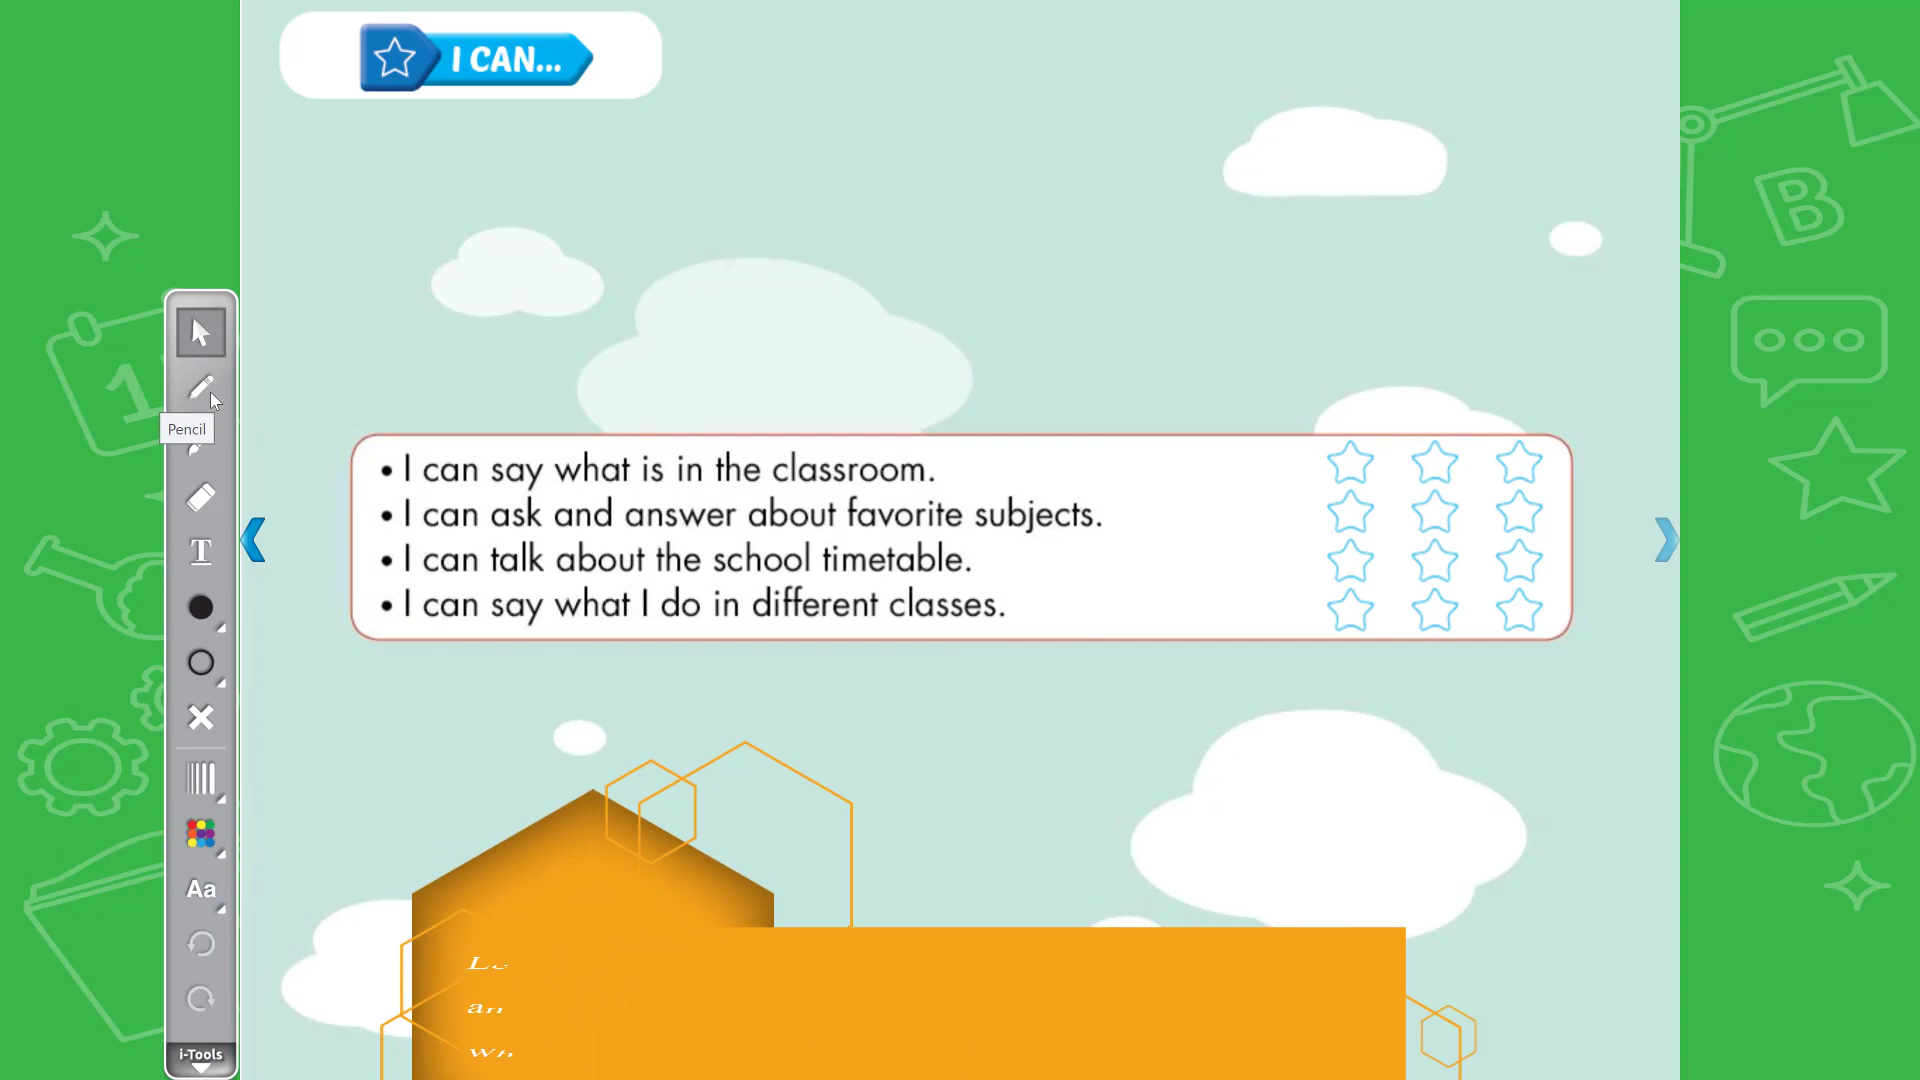 I CAN...
Pencil
• I can say what is in the classroom.
• I can ask and answer about favorite subjects.
• I can talk about the school timetable.
• I can say what I do in different classes.
T
Aa
i-Tools
1
B